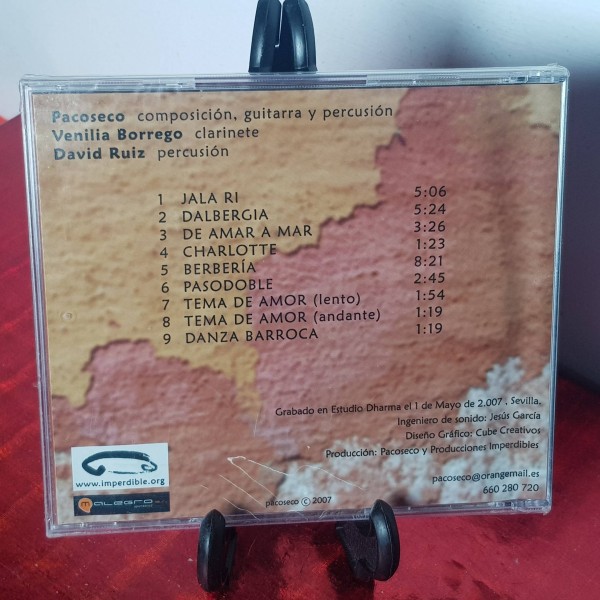 Pacoseco composición, guitarra y percusión
Venilia Borrego clarinete
David Ruiz percusión
1 JALA RI 5:06
2 DALBERGIA 5:24
3 DE AMAR A MAR 3:26
4 CHARLOTTE 1:23
5 BERBERÍA 8:21
6 PASODOBLE 2:45
7 TEMA DE AMOR (lento) 1:54
8 TEMA DE AMOR (andante) 1:19
9 DANZA BARROCA 1:19
Grabado en Estudio Dharma el 1 de Mayo de 2.007 , Sevilla,
Ingeniero de sonido: Jesús García
Diseño Gráfico: Cube Creativos
Producción: Pacoseco y Producciones Imperdibles
pacoseco@orangemail.es
660 280 720
www.imperdible.org
pacoseco © 2007